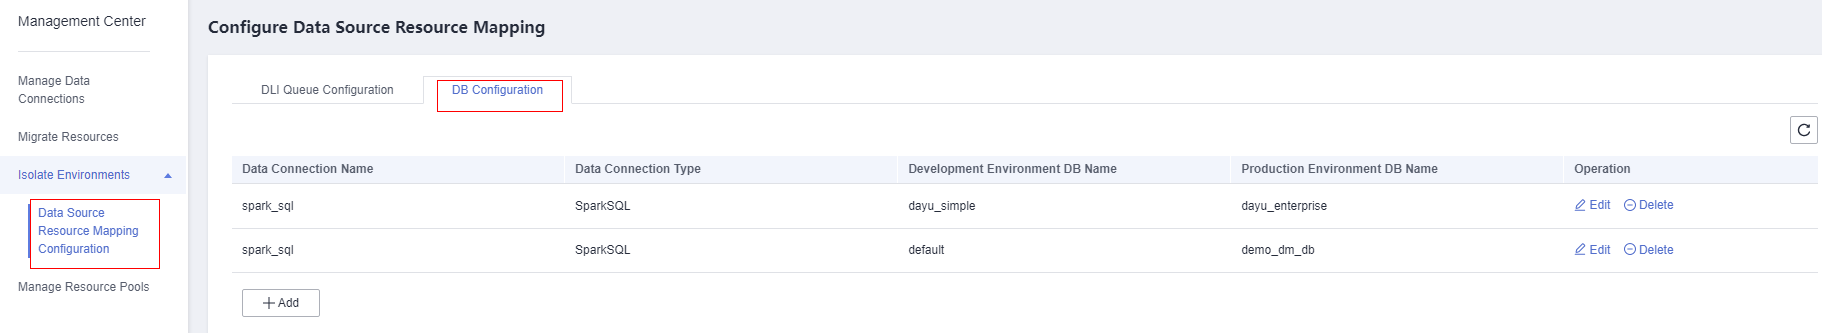 Management Center
Manage Data
Connections
Migrate Resources
Isolate Environments
Data Source
Resource Mapping
Configuration
Manage Resource Pools
Configure Data Source Resource Mapping
DLI Queue Configuration DB Configuration
Data Connection Name Data Connection Type Development Environment DB Name Production Environment DB Name Operation
spark_sql SparkSQL dayu_simple dayu_enterprise Edit Delete
spark_sql SparkSQL default demo_dm_db Edit Delete
Add